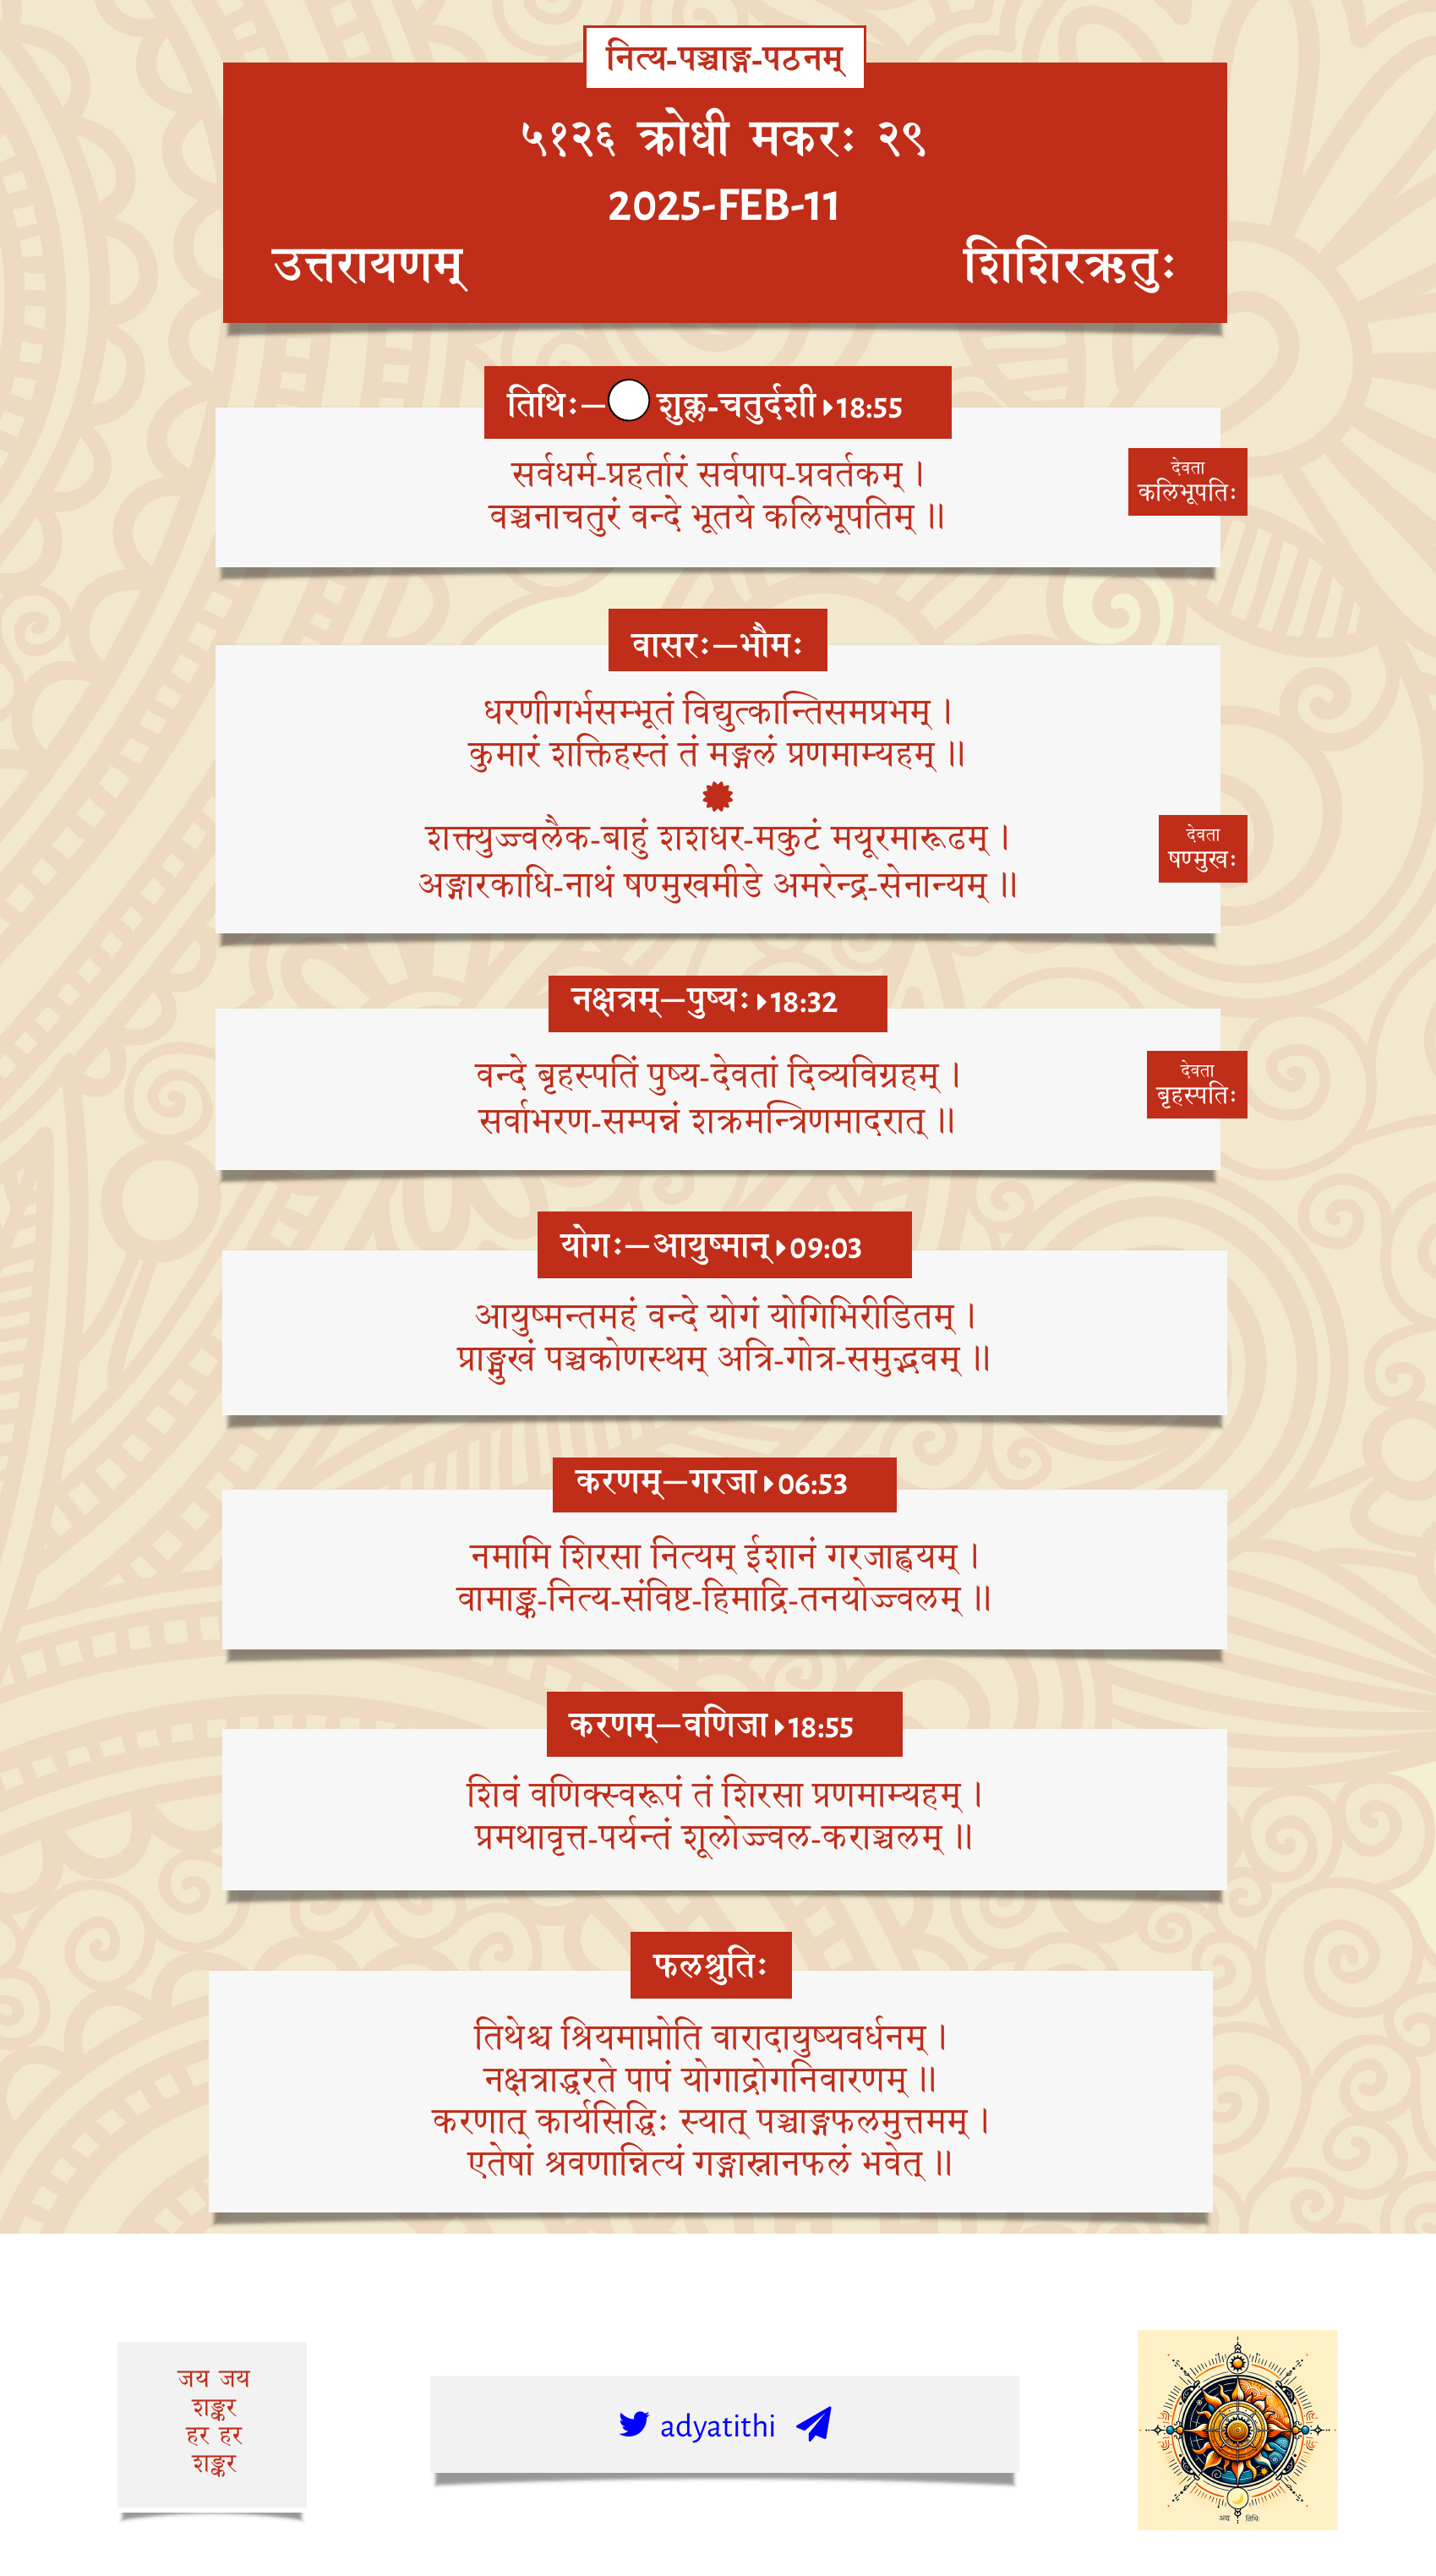 नित्य-पञ्चाङ्ग-पठनम्
५१२६ क्रोधी मकरः २९
2025-FEB-11
उत्तरायणम्
शिशिरऋतुः
तिथिः—शुक्ल-चतुर्दशी▸18:55
सर्वधर्म-प्रहर्तारं सर्वपाप-प्रवर्तकम् ।
वञ्चनाचतुरं वन्दे भूतये कलिभूपतिम् ॥
देवता
कलिभूपतिः
वासरः—भौमः
धरणीगर्भसम्भूतं विद्युत्कान्तिसमप्रभम् ।
कुमारं शक्तिहस्तं तं मङ्गलं प्रणमाम्यहम् ॥
शक्त्युज्ज्वलैक-बाहुं शशधर-मकुटं मयूरमारूढम् ।
अङ्गारकाधि-नाथं षण्मुखमीडे अमरेन्द्र-सेनान्यम् ॥
देवता
षण्मुखः
नक्षत्रम्—पुष्यः▸18:32
वन्दे बृहस्पतिं पुष्य-देवतां दिव्यविग्रहम् ।
सर्वाभरण-सम्पन्नं शक्रमन्त्रिणमादरात् ॥
देवता
बृहस्पतिः
योगः—आयुष्मान्▸09:03
आयुष्मन्तमहं वन्दे योगं योगिभिरीडितम् ।
प्राङ्मुखं पञ्चकोणस्थम् अत्रि-गोत्र-समुद्भवम् ॥
करणम्—गरजा▸06:53
नमामि शिरसा नित्यम् ईशानं गरजाह्वयम् ।
वामाङ्क-नित्य-संविष्ट-हिमाद्रि-तनयोज्ज्वलम् ॥
करणम्—वणिजा▸18:55
शिवं वणिक्स्वरूपं तं शिरसा प्रणमाम्यहम् ।
प्रमथावृत्त-पर्यन्तं शूलोज्ज्वल-कराञ्चलम् ॥
फलश्रुतिः
तिथेश्च श्रियमाप्नोति वारादायुष्यवर्धनम् ।
नक्षत्राद्धरते पापं योगाद्रोगनिवारणम् ॥
करणात् कार्यसिद्धिः स्यात् पञ्चाङ्गफलमुत्तमम् ।
एतेषां श्रवणान्नित्यं गङ्गास्नानफलं भवेत् ॥
जय जय
शङ्कर
हर हर
शङ्कर
adyatithi
अद्य तिथिः